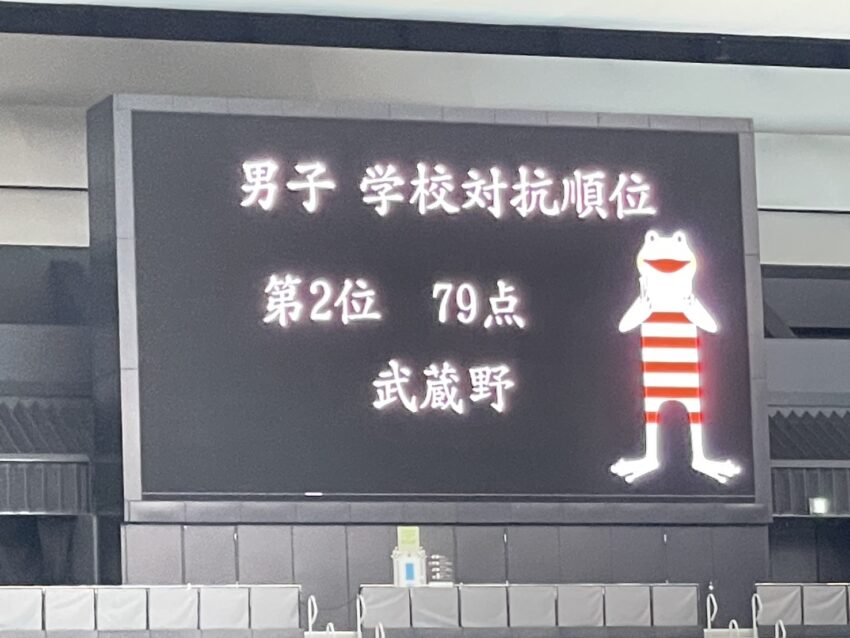 男子 学校対抗順位
第2位 79点
武蔵野